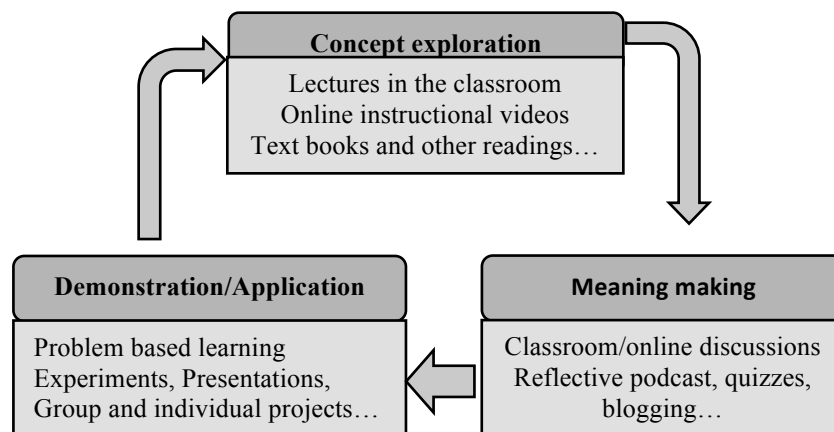 Concept exploration
Lectures in the classroom
Online instructional videos
Text books and other readings…
Demonstration/Application
Problem based learning
Experiments, Presentations,
Group and individual projects…
Meaning making
Classroom/online discussions
Reflective podcast, quizzes,
blogging…